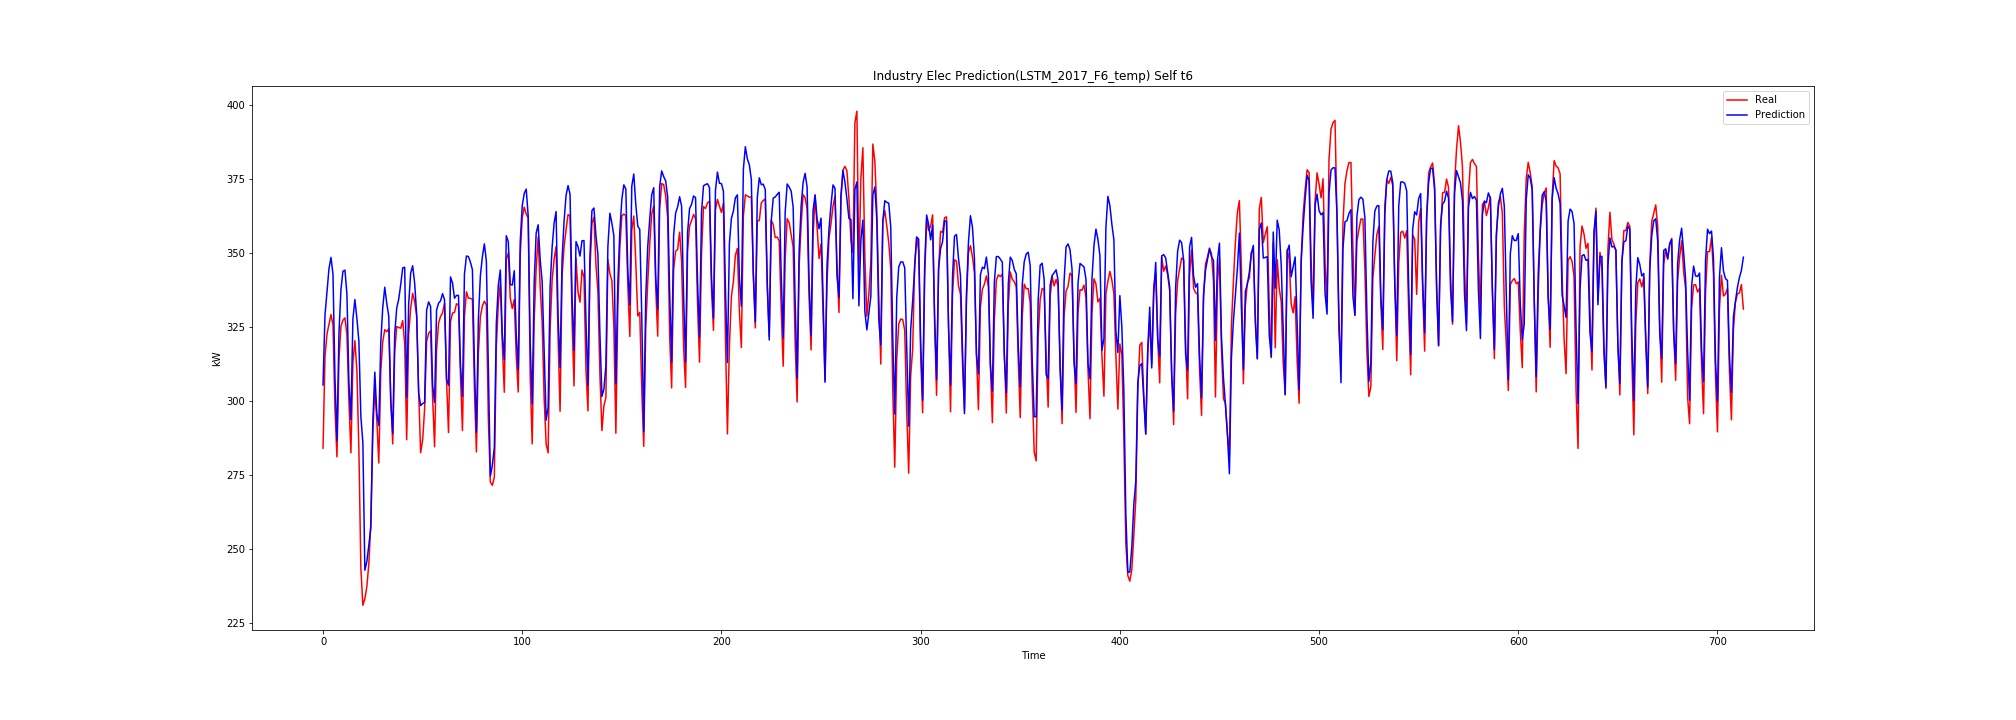 Industry Elec Prediction(LSTM_2017_F6_temp) Self t6
Real
Prediction
400
375
350
325
300
275
250
225
kW
0 100 200 300 400 500 600 700
Time